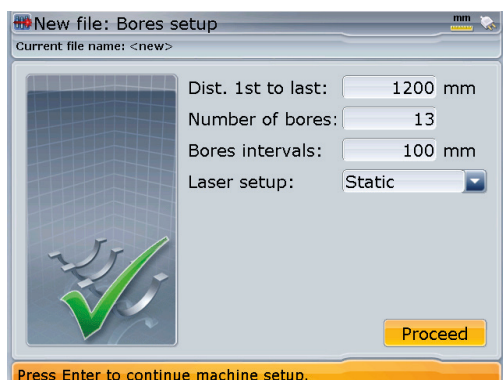 New file: Bores setup
mm
Current file name: <new>
Dist. 1st to last: 1200 mm
Number of bores: 13
Bores intervals: 100 mm
Laser setup: Static
Proceed
Press Enter to continue machine setup.